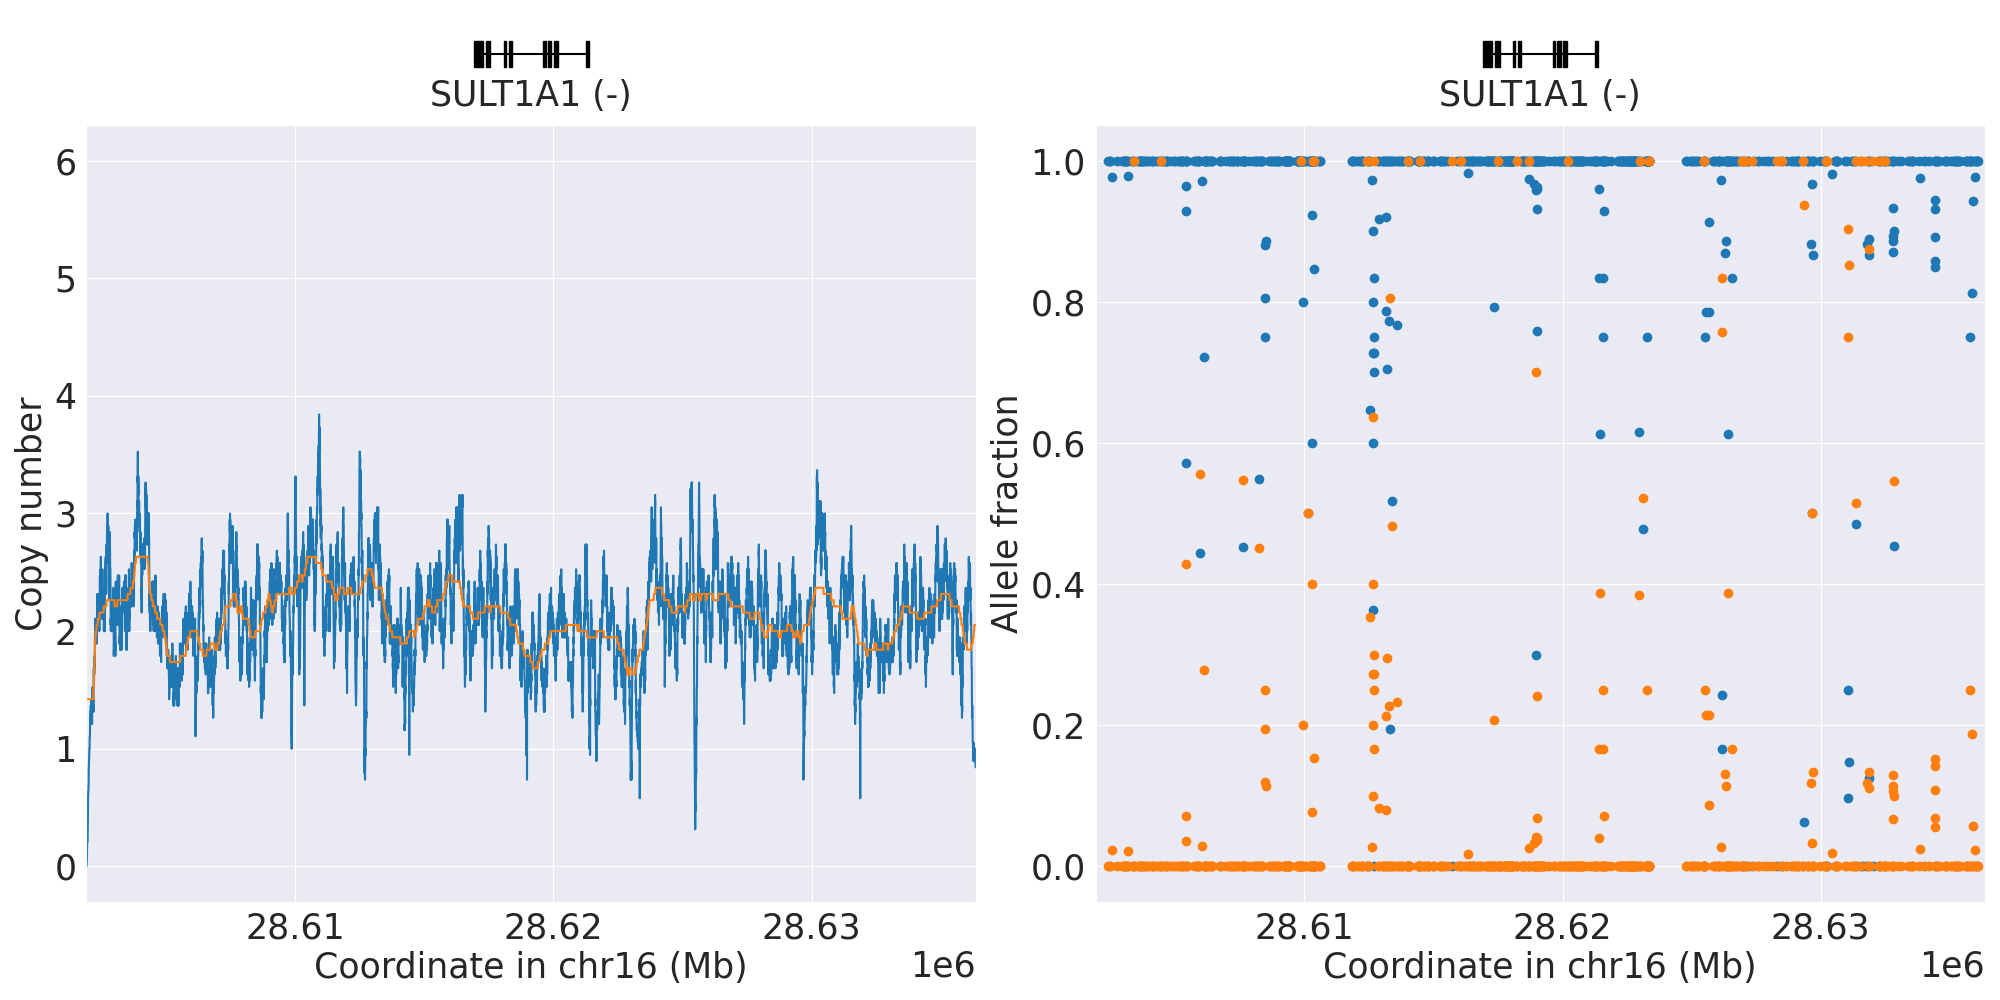 SULT1A1 (-)
6
5
4
3
2
1
0
Copy number
28.61
28.62
28.63
Coordinate in chr16 (Mb)
1e6
SULT1A1 (-)
1.0
0.8
0.6
0.4
0.2
0.0
Allele fraction
28.61
28.62
28.63
Coordinate in chr16 (Mb)
1e6